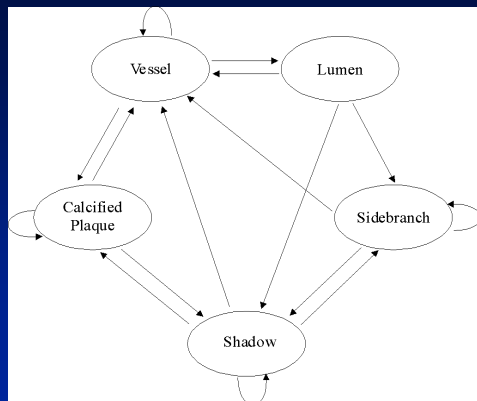 Vessel
Lumen
Calcified
Plaque
Sidebranch
Shadow